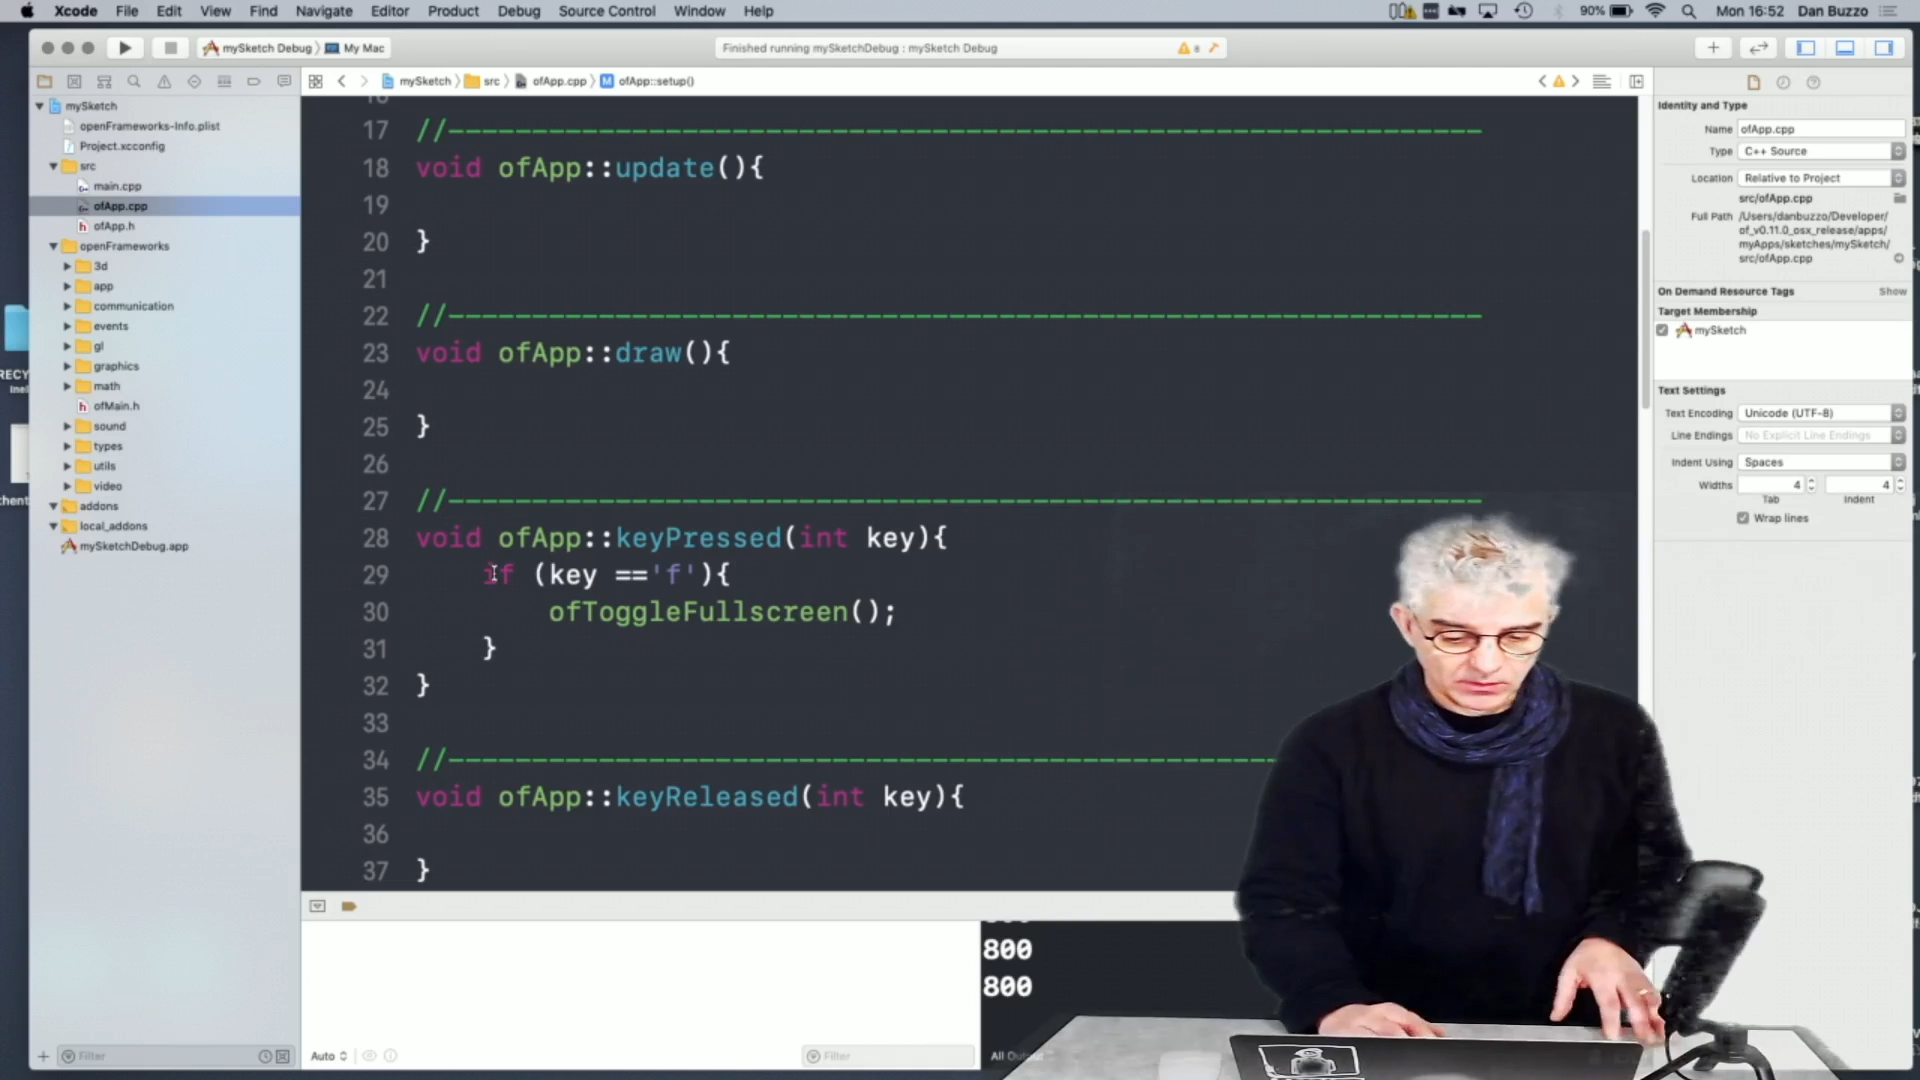 Xcode File Edit View Find Navigate Editor Product Debug Source Control Window Help
90% Mon 16:52 Dan Buzzo
mySketch Debug My Mac
Finished running mySketchDebug : mySketch Debug
8
mySketch src ofApp.cpp M ofApp::setup()
mySketch
openFrameworks-Info.plist
Project.xcconfig
src
main.cpp
ofApp.cpp
h ofApp.h
openFrameworks
3d
app
communication
events
gl
graphics
math
h ofMain.h
sound
types
utils
video
addons
local_addons
mySketchDebug.app
Filter
17 //---------------------------------------------------------------
18 void ofApp::update(){
19
20 }
21
22 //---------------------------------------------------------------
23 void ofApp::draw(){
24
25 }
26
27 //---------------------------------------------------------------
28 void ofApp::keyPressed(int key){
29 if (key =='f'){
30 ofToggleFullscreen();
31 }
32 }
33
34 //--------------------------------------------------
35 void ofApp::keyReleased(int key){
36
37 }
800
800
Auto
Filter
All Output
Identity and Type
Name ofApp.cpp
Type C++ Source
Location Relative to Project
src/ofApp.cpp
Full Path /Users/danbuzzo/Developer/
of_v0.11.0_osx_release/apps/
myApps/sketches/mySketch/
src/ofApp.cpp
On Demand Resource Tags Show
Target Membership
mySketch
Text Settings
Text Encoding Unicode (UTF-8)
Line Endings No Explicit Line Endings
Indent Using Spaces
Widths 4 4
Tab Indent
Wrap lines
RECY